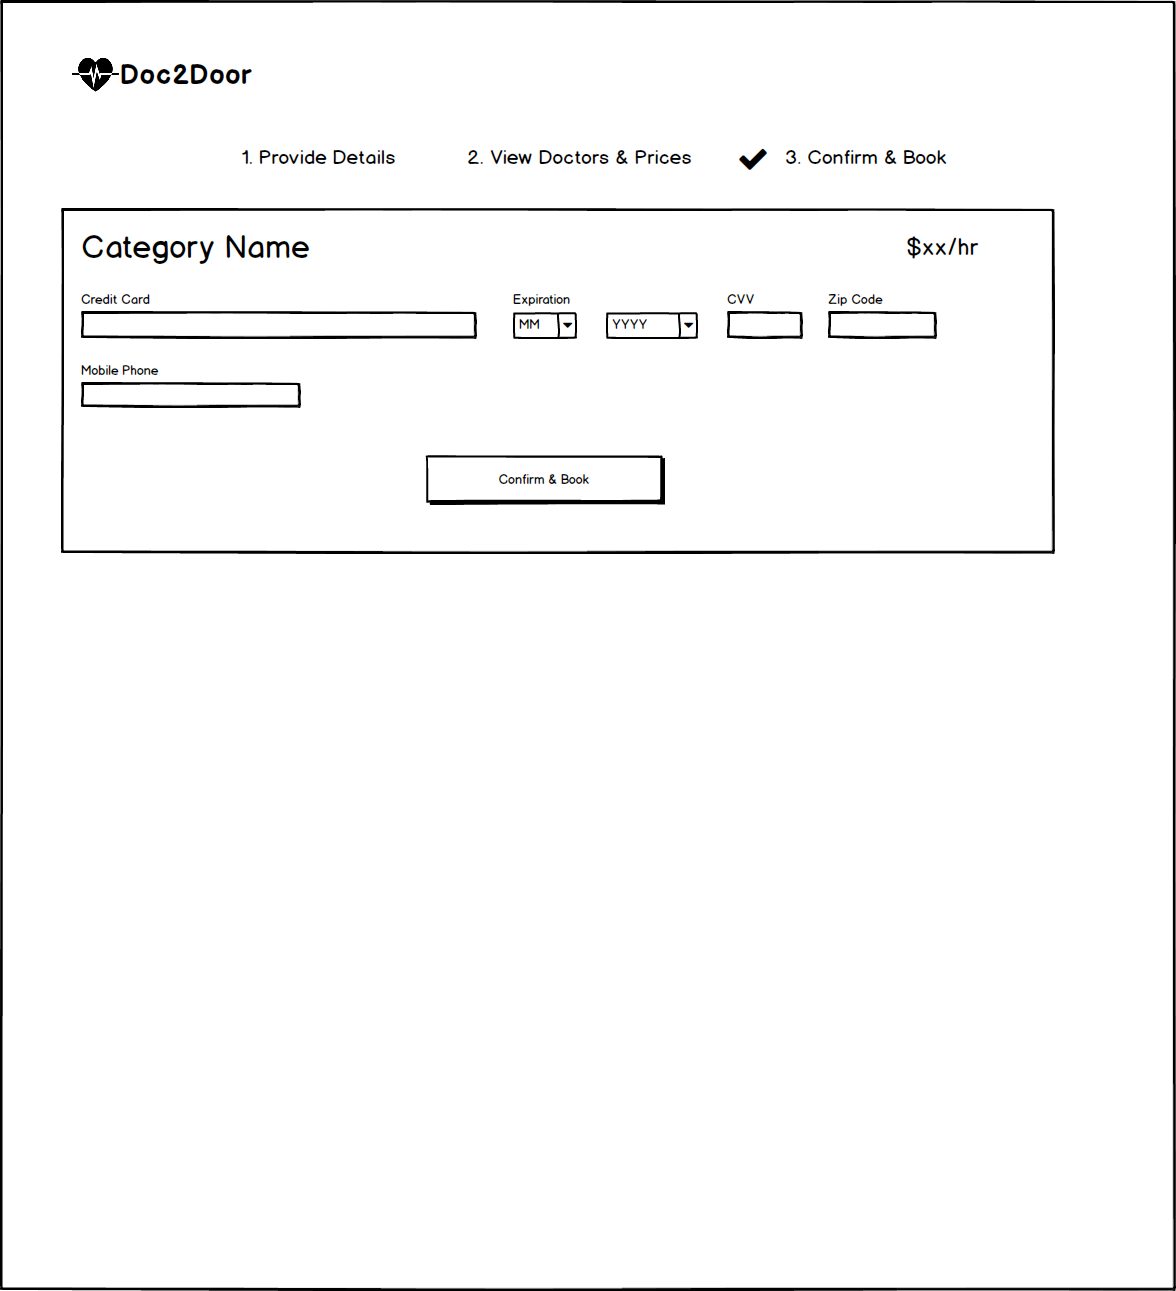 Doc2Door
1. Provide Details 2. View Doctors & Prices 3. Confirm & Book
Category Name $xx/hr
Credit Card Expiration CVV Zip Code
MM YYYY
Mobile Phone
Confirm & Book